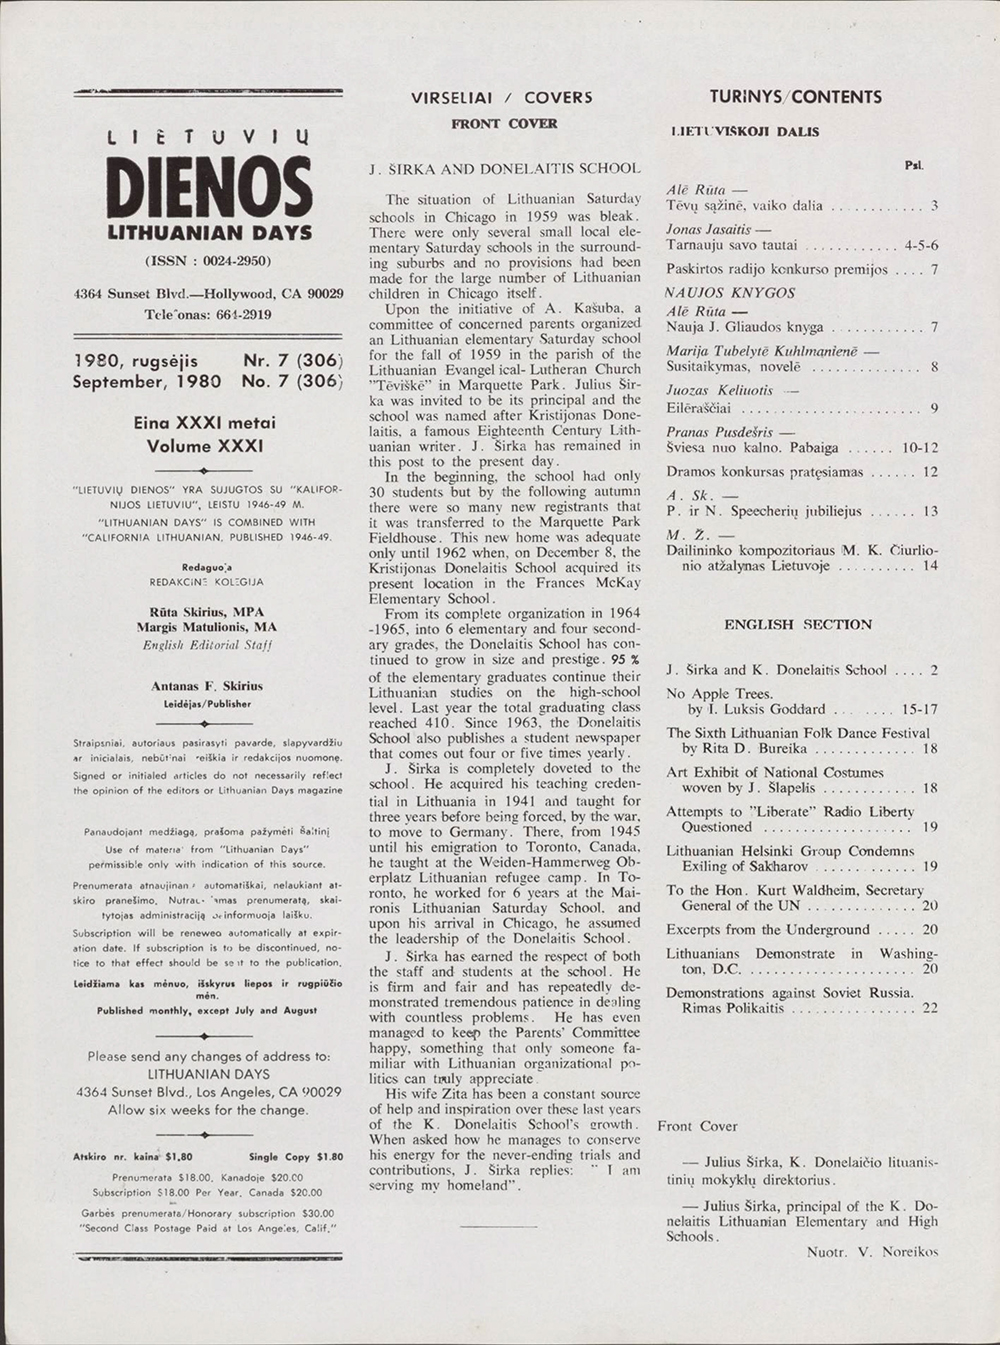 LIETUVIŲ
DIENOS
LITHUANIAN DAYS
(ISSN : 0024-2950)
4364 Sunset Blvd.—Hollywood, CA 90029
664-2919
1980, rugsėjis Nr. 7 (306)
September, 1980 No. 7 (306)
Eina XXXI metai
Volume XXXI
"LIETUVIŲ DIENOS" YRA SUJUGTOS SU "KALIFOR-
NIJOS LIETUVIU", LEISTU 1946-49 M.
"LITHUANIAN DAYS" IS COMBINED WITH
"CALIFORNIA LITHUANIAN, PUBLISHED 1946-49.
Redaguoja
REDAKCINĖ KOLEGIJA
Rūta Skirius, MPA
Margis Matulionis, MA
English Editorial Staff
Antanas F. Skirius
Leidėjas/Publisher
Straipsniai, autoriaus pasirasyti pavarde, slapyvardžiu
ar inicialais, nebūtinai reiškia ir redakcijos nuomonę.
Signed or initialed articles do not necessarily reflect
the opinion of the editors or Lithuanian Days magazine
Panaudojant medžiagą, prašoma pažymėti šaltinį
Use of material from "Lithuanian Days"
permissible only with indication of this source.
Prenumerata atnaujinama automatiškai, nelaukiant at-
skiro pranešimo. prenumeratą, skai-
tytojas administraciją informuoja laišku.
Subscription will be renewed automatically at expir-
ation date. If subscription is to be discontinued, no-
tice to that effect should be sent to the publication.
Leidžiama kas mėnuo, išskyrus liepos ir rugpiūčio
mėn.
Published monthly, except July and August
Please send any changes of address to:
LITHUANIAN DAYS
4364 Sunset Blvd., Los Angeles, CA 90029
Allow six weeks for the change.
Atskiro nr. kaina $1,80 Single Copy $1.80
Prenumerata $18.00, Kanadoje $20.00
Subscription $18.00 Per Year, Canada $20.00
Garbės prenumerata/Honorary subscription $30.00
"Second Class Postage Paid at Los Angeles, Calif,"
VIRSELIAI / COVERS
FRONT COVER
J. ŠIRKA AND DONELAITIS SCHOOL
The situation of Lithuanian Saturday
schools in Chicago in 1959 was bleak.
There were only several small local ele-
mentary Saturday schools in the surround-
ing suburbs and no provisions had been
made for the large number of Lithuanian
children in Chicago itself.
Upon the initiative of A. Kašuba, a
committee of concerned parents organized
an Lithuanian elementary Saturday school
for the fall of 1959 in the parish of the
Lithuanian Evangel ical- Lutheran Church
"Tėviškė" in Marquette Park. Julius Šir-
ka was invited to be its principal and the
school was named after Kristijonas Done-
laitis, a famous Eighteenth Century Lith-
uanian writer. J. Širka has remained in
this post to the present day.
In the beginning, the school had only
30 students but by the following autumn
there were so many new registrants that
it was transferred to the Marquette Park
Fieldhouse. This new home was adequate
only until 1962 when, on December 8, the
Kristijonas Donelaitis School acquired its
present location in the Frances McKay
Elementary School.
From its complete organization in 1964
-1965, into 6 elementary and four second-
ary grades, the Donelaitis School has con-
tinued to grow in size and prestige. 95 %
of the elementary graduates continue their
Lithuanian studies on the high-school
level. Last year the total graduating class
reached 410. Since 1963, the Donelaitis
School also publishes a student newspaper
that comes out four or five times yearly.
J. Širka is completely doveted to the
school. He acquired his teaching creden-
tial in Lithuania in 1941 and taught for
three years before being forced, by the war,
to move to Germany. There, from 1945
until his emigration to Toronto, Canada,
he taught at the Weiden-Hammerweg Ob-
erplatz Lithuanian refugee camp. In To-
ronto, he worked for 6 years at the Mai-
ronis Lithuanian Saturday School, and
upon his arrival in Chicago, he assumed
the leadership of the Donelaitis School.
J. Širka has earned the respect of both
the staff and students at the school. He
is firm and fair and has repeatedly de-
monstrated tremendous patience in dealing
with countless problems. He has even
managed to keep the Parents' Committee
happy, something that only someone fa-
miliar with Lithuanian organizational po-
litics can truly appreciate.
His wife Zita has been a constant source
of help and inspiration over these last years
of the K. Donelaitis School's growth.
When asked how he manages to conserve
his energy for the never-ending trials and
contributions, J. Širka replies: " I am
serving my homeland".
TURINYS/CONTENTS
LIETUVIŠKOJI DALIS
Psl.
Alė Rūta —
Tėvų sąžinė, vaiko dalia ............ 3
Jonas Jasaitis —
Tarnauju savo tautai ............ 4-5-6
Paskirtos radijo konkurso premijos .... 7
NAUJOS KNYGOS
Alė Rūta —
Nauja J. Gliaudos knyga ............ 7
Marija Tubelytė Kuhlmanienė —
Susitaikymas, novelė .............. 8
Juozas Keliuotis —
Eilėraščiai ....................... 9
Pranas Pusdešris —
Šviesa nuo kalno. Pabaiga ...... 10-12
Dramos konkursas pratęsiamas ...... 12
A. Sk. —
P. ir N. Speecherių jubiliejus ...... 13
M. Ž. —
Dailininko kompozitoriaus M. K. Čiurlio-
nio atžalynas Lietuvoje .......... 14
ENGLISH SECTION
J. Širka and K. Donelaitis School .... 2
No Apple Trees.
by I. Luksis Goddard ........ 15-17
The Sixth Lithuanian Folk Dance Festival
by Rita D. Bureika ............. 18
Art Exhibit of National Costumes
woven by J. Šlapelis ............ 18
Attempts to "Liberate" Radio Liberty
Questioned ................... 19
Lithuanian Helsinki Group Condemns
Exiling of Sakharov ............. 19
To the Hon. Kurt Waldheim, Secretary
General of the UN .............. 20
Excerpts from the Underground ..... 20
Lithuanians Demonstrate in Washing-
ton, D.C. ..................... 20
Demonstrations against Soviet Russia.
Rimas Polikaitis ................ 22
Front Cover
— Julius Širka, K. Donelaičio lituanis-
tinių mokyklų direktorius.
— Julius Širka, principal of the K. Do-
nelaitis Lithuanian Elementary and High
Schools.
Nuotr. V. Noreikos